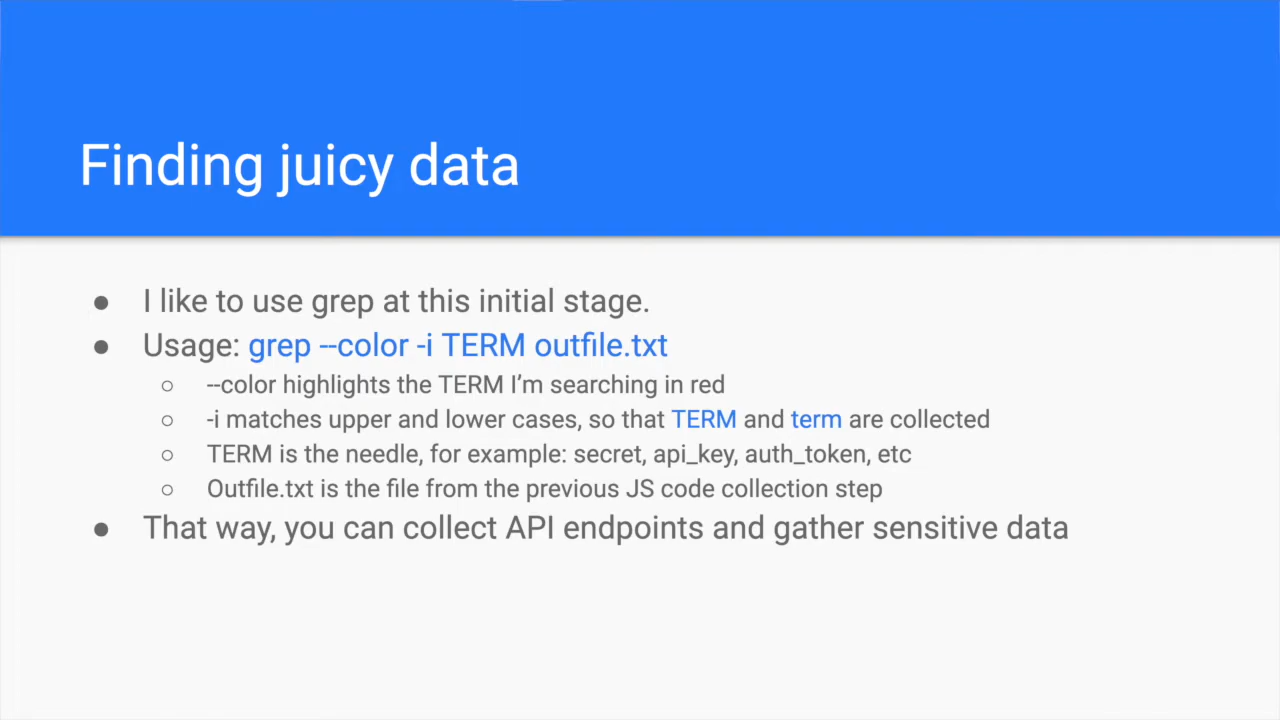 Finding juicy data
● I like to use grep at this initial stage.
● Usage: grep --color -i TERM outfile.txt
○ --color highlights the TERM I’m searching in red
○ -i matches upper and lower cases, so that TERM and term are collected
○ TERM is the needle, for example: secret, api_key, auth_token, etc
○ Outfile.txt is the file from the previous JS code collection step
● That way, you can collect API endpoints and gather sensitive data